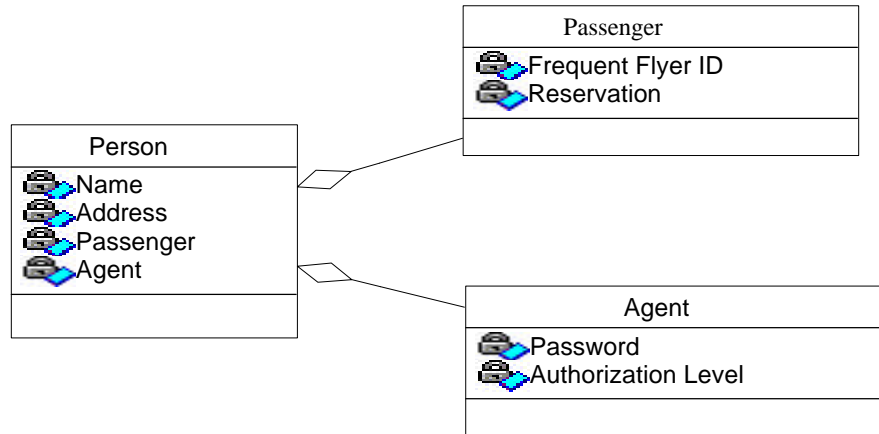 Passenger
Frequent Flyer ID
Reservation
Person
Name
Address
Passenger
Agent
Agent
Password
Authorization Level